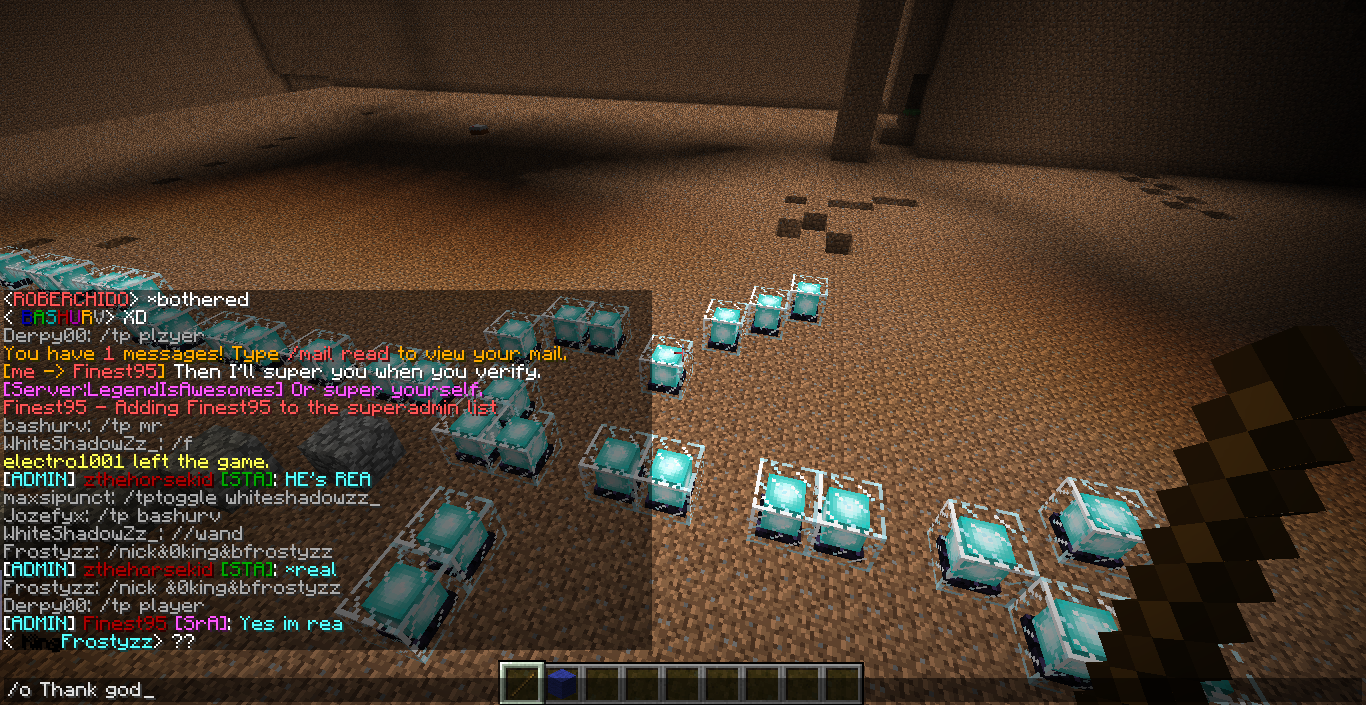 <ROBERCHIDO> *bothered
< BASHURV> XD
Derpy00: /tp plzyer
You have 1 messages! Type /mail read to view your mail.
[me -> Finest95] Then I'll super you when you verify.
[Server:LegendIsAwesomes] Or super yourself.
Finest95 - Adding Finest95 to the superadmin list
bashurv: /tp mr
WhiteShadowZz_: /f
electro1001 left the game.
[ADMIN] zthehorsekid [STA]: HE's REA
maxsipunct: /tptoggle whiteshadowzz_
Jozefyx: /tp bashurv
WhiteShadowZz_: //wand
Frostyzz: /nick&0king&bfrostyzz
[ADMIN] zthehorsekid [STA]: *real
Frostyzz: /nick &0king&bfrostyzz
Derpy00: /tp player
[ADMIN] Finest95 [SrA]: Yes im rea
< KingFrostyzz> ??
/o Thank god_